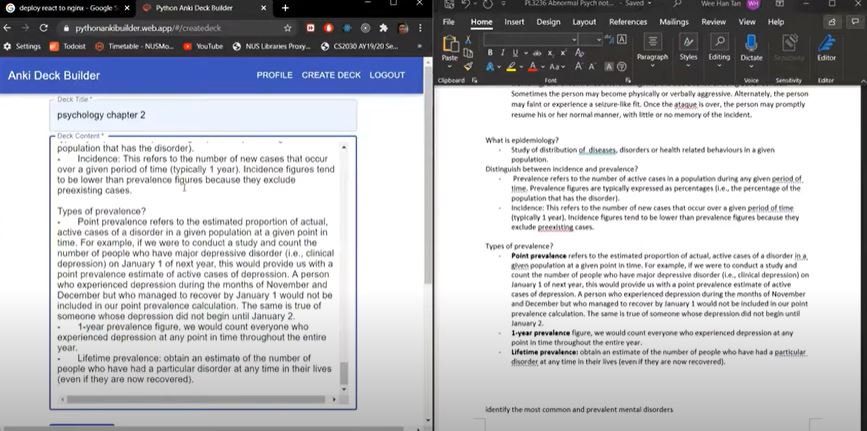 deploy react to nginx - Google S
Python Anki Deck Builder
pythonankibuilder.web.app/#/createdeck
Settings
Todoist
Timetable - NUSMo...
YouTube
NUS Libraries Proxy...
CS2030 AY19/20 Se...
Anki Deck Builder
PROFILE CREATE DECK LOGOUT
Deck Title *
psychology chapter 2
Deck Content *
population that has the disorder).
- Incidence: This refers to the number of new cases that occur
over a given period of time (typically 1 year). Incidence figures tend
to be lower than prevalence figures because they exclude
preexisting cases.
Types of prevalence?
- Point prevalence refers to the estimated proportion of actual,
active cases of a disorder in a given population at a given point in
time. For example, if we were to conduct a study and count the
number of people who have major depressive disorder (i.e., clinical
depression) on January 1 of next year, this would provide us with a
point prevalence estimate of active cases of depression. A person
who experienced depression during the months of November and
December but who managed to recover by January 1 would not be
included in our point prevalence calculation. The same is true of
someone whose depression did not begin until January 2.
- 1-year prevalence figure, we would count everyone who
experienced depression at any point in time throughout the entire
year.
- Lifetime prevalence: obtain an estimate of the number of
people who have had a particular disorder at any time in their lives
(even if they are now recovered).
PL3236 Abnormal Psych not... - Saved
Wee Han Tan
WH
File Home Insert Draw Design Layout References Mailings Review View Help
Paste
Paragraph
Styles
Editing
Dictate
Sensitivity
Editor
Clipboard
Font
Voice
Sensitivity
Editor
Sometimes the person may become physically or verbally aggressive. Alternately, the person
may faint or experience a seizure-like fit. Once the ataque is over, the person may promptly
resume his or her normal manner, with little or no memory of the incident.
What is epidemiology?
- Study of distribution of diseases, disorders or health related behaviours in a given
population.
Distinguish between incidence and prevalence?
- Prevalence refers to the number of active cases in a population during any given period of
time. Prevalence figures are typically expressed as percentages (i.e., the percentage of the
population that has the disorder).
- Incidence: This refers to the number of new cases that occur over a given period of time
(typically 1 year). Incidence figures tend to be lower than prevalence figures because they
exclude preexisting cases.
Types of prevalence?
- Point prevalence refers to the estimated proportion of actual, active cases of a disorder in a
given population at a given point in time. For example, if we were to conduct a study and
count the number of people who have major depressive disorder (i.e., clinical depression) on
January 1 of next year, this would provide us with a point prevalence estimate of active
cases of depression. A person who experienced depression during the months of November
and December but who managed to recover by January 1 would not be included in our point
prevalence calculation. The same is true of someone whose depression did not begin until
January 2.
- 1-year prevalence figure, we would count everyone who experienced depression at any
point in time throughout the entire year.
- Lifetime prevalence: obtain an estimate of the number of people who have had a particular
disorder at any time in their lives (even if they are now recovered).
identify the most common and prevalent mental disorders